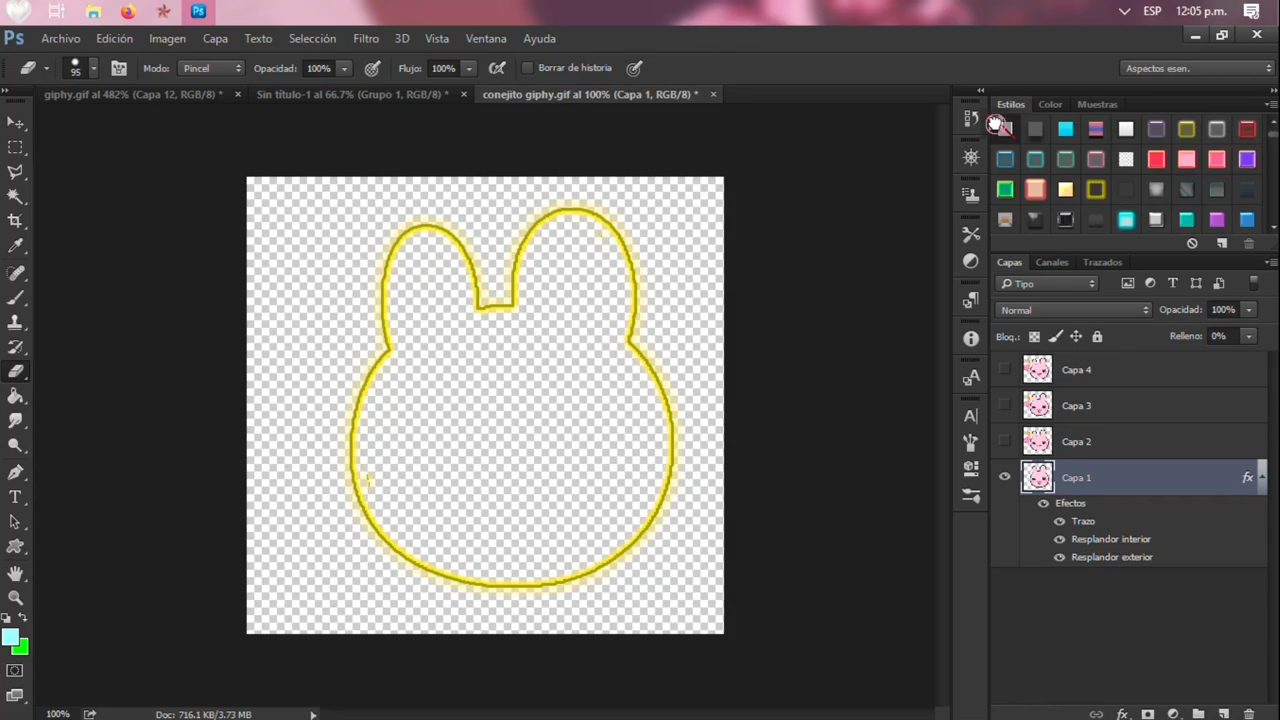 Ps
ESP 12:05 p.m.
Ps Archivo Edición Imagen Capa Texto Selección Filtro 3D Vista Ventana Ayuda
95 Modo: Pincel Opacidad: 100% Flujo: 100% Borrar de historia Aspectos esen.
giphy.gif al 482% (Capa 12, RGB/8) * × Sin título-1 al 66.7% (Grupo 1, RGB/8) * × conejito giphy.gif al 100% (Capa 1, RGB/8) * ×
Estilos Color Muestras
Capas Canales Trazados
Tipo
Normal Opacidad: 100%
Bloq.: Relleno: 0%
Capa 4
Capa 3
Capa 2
Capa 1 fx
Efectos
Trazo
Resplandor interior
Resplandor exterior
100% Doc: 716.1 KB/3.73 MB
fx